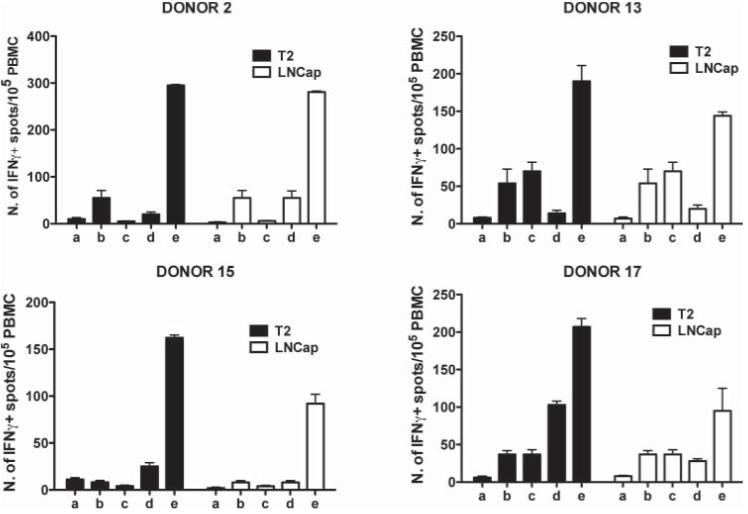 DONOR 2
N. of IFNγ+ spots/10⁵ PBMC
400
300
200
100
0
T2
LNCap
a b c d e a b c d e
DONOR 13
N. of IFNγ+ spots/10⁵ PBMC
250
200
150
100
50
0
T2
LNCap
a b c d e a b c d e
DONOR 15
N. of IFNγ+ spots/10⁵ PBMC
200
150
100
50
0
T2
LNCap
a b c d e a b c d e
DONOR 17
N. of IFNγ+ spots/10⁵ PBMC
250
200
150
100
50
0
T2
LNCap
a b c d e a b c d e